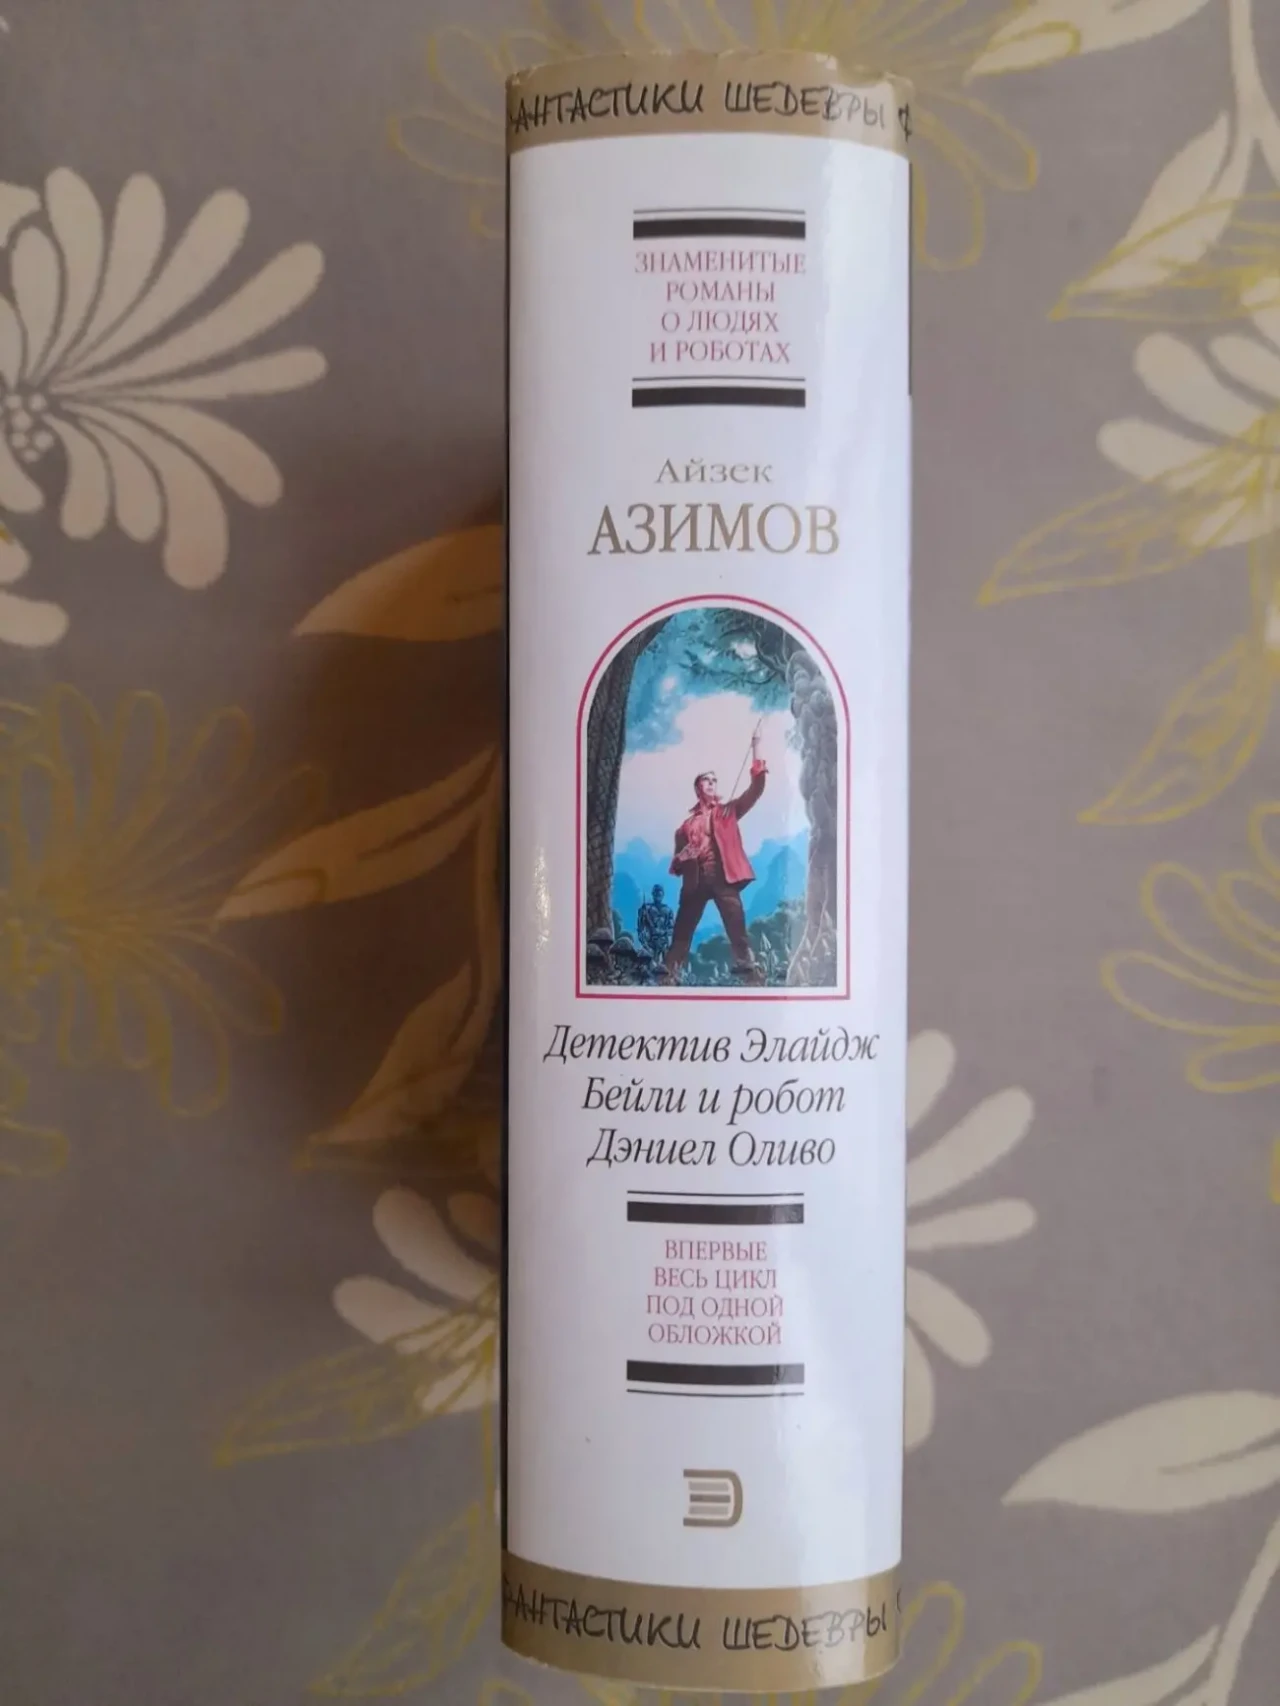 АНТАСТИКИ ШЕДЕВРЫ
ЗНАМЕНИТЫЕ
РОМАНЫ
О ЛЮДЯХ
И РОБОТАХ
Айзек
АЗИМОВ
Детектив Элайдж
Бейли и робот
Дэниел Оливо
ВПЕРВЫЕ
ВЕСЬ ЦИКЛ
ПОД ОДНОЙ
ОБЛОЖКОЙ
Э
ФАНТАСТИКИ ШЕДЕВРЫ